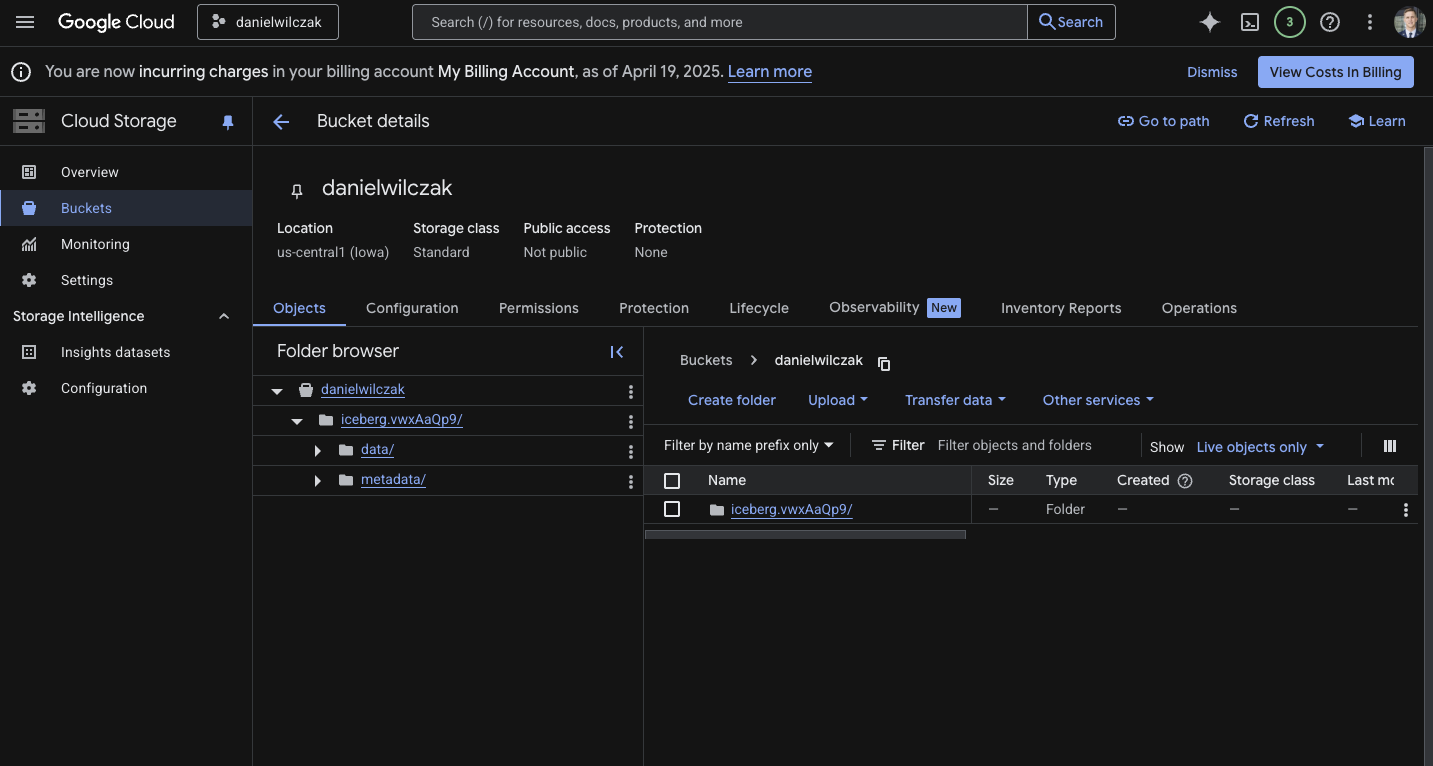 Google Cloud
danielwilczak
Search (/) for resources, docs, products, and more
Search
3
You are now incurring charges in your billing account My Billing Account, as of April 19, 2025. Learn more
Dismiss
View Costs In Billing
Cloud Storage
Overview
Buckets
Monitoring
Settings
Storage Intelligence
Insights datasets
Configuration
Bucket details
Go to path
Refresh
Learn
danielwilczak
Location
Storage class
Public access
Protection
us-central1 (Iowa)
Standard
Not public
None
Objects
Configuration
Permissions
Protection
Lifecycle
Observability New
Inventory Reports
Operations
Folder browser
danielwilczak
iceberg.vwxAaQp9/
data/
metadata/
Buckets > danielwilczak
Create folder
Upload
Transfer data
Other services
Filter by name prefix only
Filter
Filter objects and folders
Show
Live objects only
Name
Size
Type
Created
Storage class
Last mo
iceberg.vwxAaQp9/
—
Folder
—
—
—